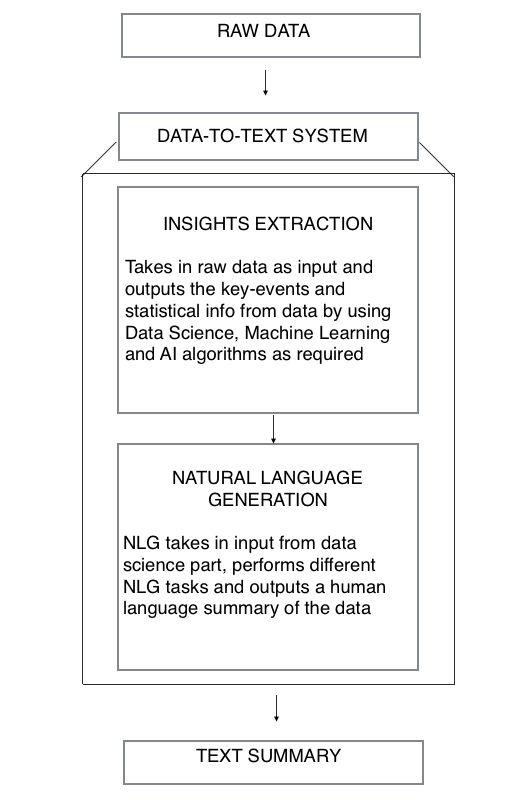 RAW DATA
DATA-TO-TEXT SYSTEM
INSIGHTS EXTRACTION
Takes in raw data as input and
outputs the key-events and
statistical info from data by using
Data Science, Machine Learning
and AI algorithms as required
NATURAL LANGUAGE
GENERATION
NLG takes in input from data
science part, performs different
NLG tasks and outputs a human
language summary of the data
TEXT SUMMARY